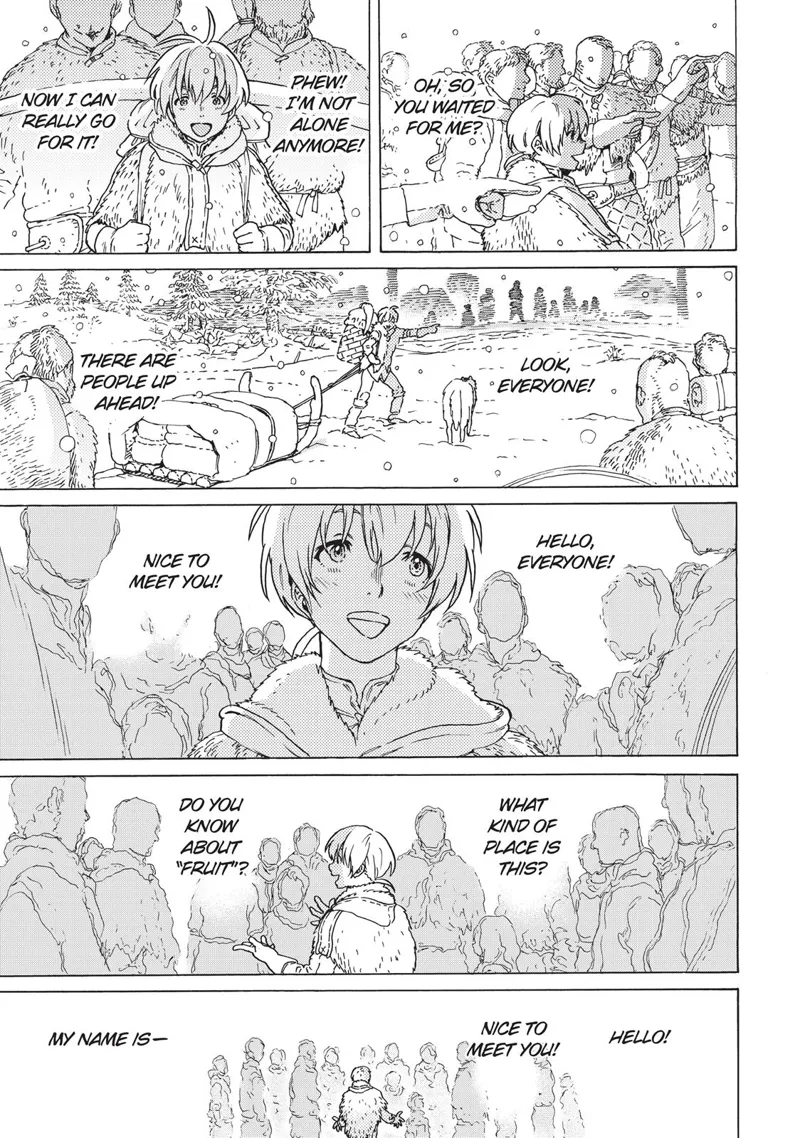 OH, SO
YOU WAITED
FOR ME?
PHEW!
I'M NOT
ALONE
ANYMORE!
NOW I CAN
REALLY GO
FOR IT!
LOOK,
EVERYONE!
THERE ARE
PEOPLE UP
AHEAD!
HELLO,
EVERYONE!
NICE TO
MEET YOU!
WHAT
KIND OF
PLACE IS
THIS?
DO YOU
KNOW
ABOUT
"FRUIT"?
HELLO!
NICE TO
MEET YOU!
MY NAME IS—